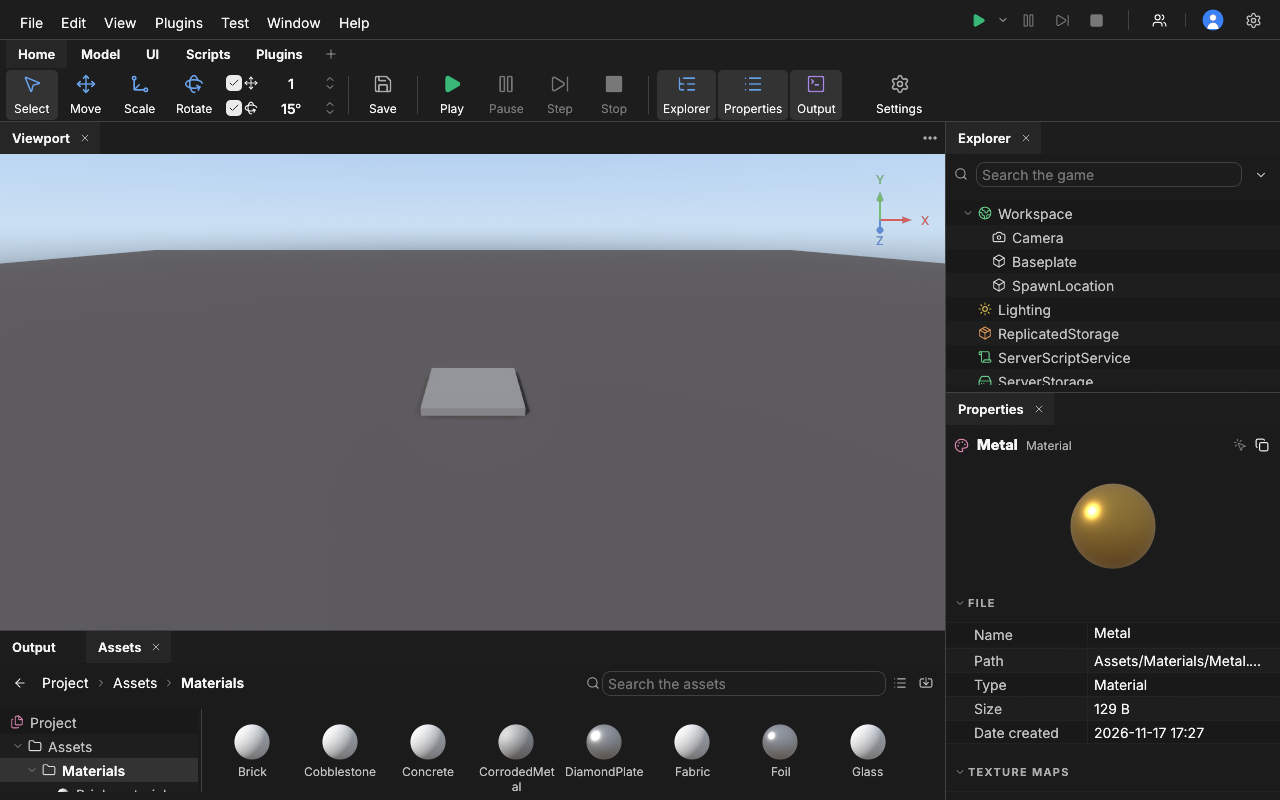 File Edit View Plugins Test Window Help
Home Model UI Scripts Plugins +
Select Move Scale Rotate 1 15° Save Play Pause Step Stop Explorer Properties Output Settings
Viewport
Y
X
Z
Explorer
Search the game
Workspace
Camera
Baseplate
SpawnLocation
Lighting
ReplicatedStorage
ServerScriptService
ServerStorage
Properties
Metal Material
FILE
Name Metal
Path Assets/Materials/Metal....
Type Material
Size 129 B
Date created 2026-11-17 17:27
TEXTURE MAPS
Output Assets
Project Assets Materials
Search the assets
Project
Assets
Materials
Brick
Cobblestone
Concrete
CorrodedMet
al
DiamondPlate
Fabric
Foil
Glass